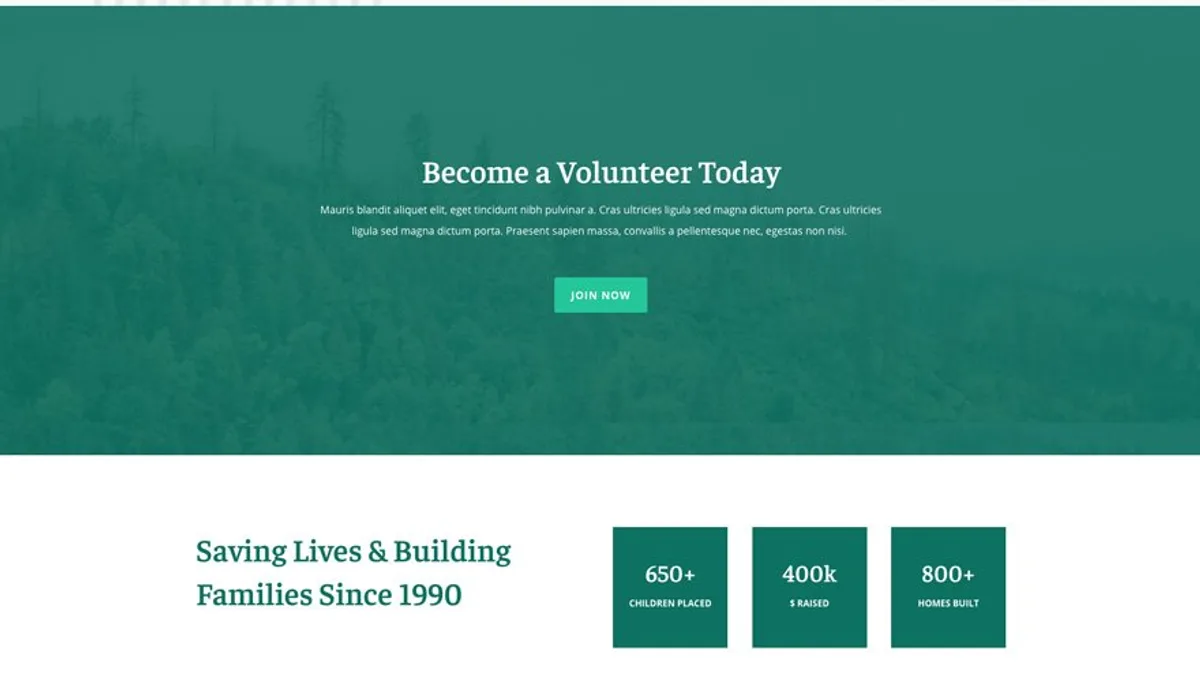 Become a Volunteer Today
Mauris blandit aliquet elit, eget tincidunt nibh pulvinar a. Cras ultricies ligula sed magna dictum porta. Cras ultricies
ligula sed magna dictum porta. Praesent sapien massa, convallis a pellentesque nec, egestas non nisi.
JOIN NOW
Saving Lives & Building
Families Since 1990
650+
CHILDREN PLACED
400k
$ RAISED
800+
HOMES BUILT